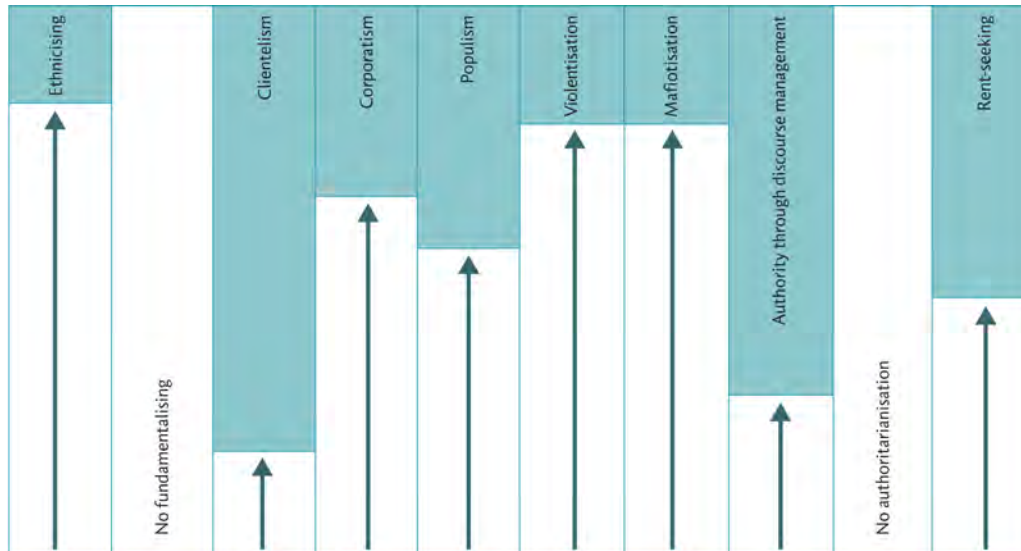 Ethnicising
No fundamentalising
Clientelism
Corporatism
Populism
Violentisation
Mafiotisation
Authority through discourse management
No authoritarianisation
Rent-seeking